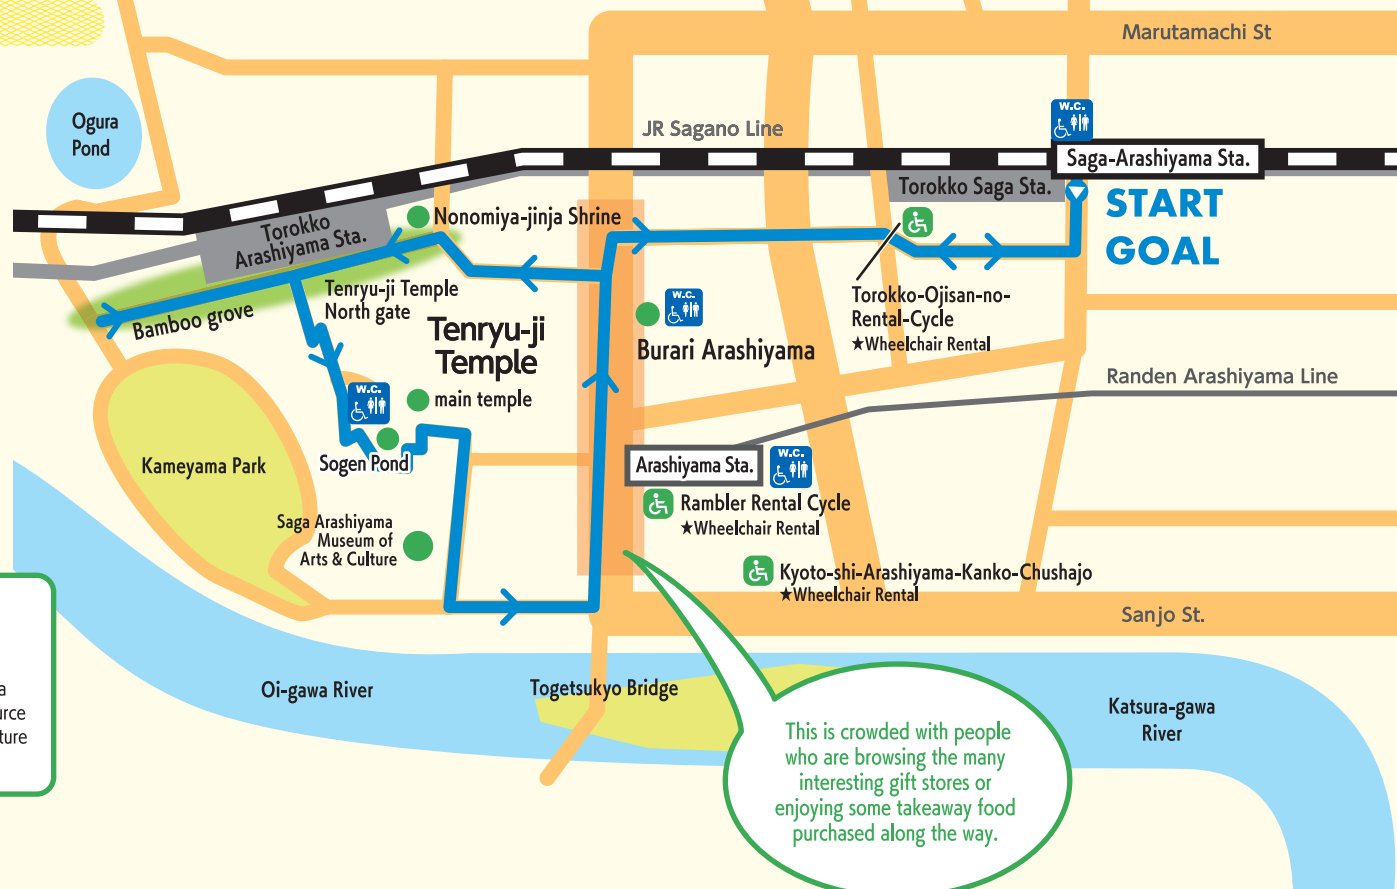 Marutamachi St
Ogura
Pond
JR Sagano Line
W.C.
Saga-Arashiyama Sta.
Torokko Saga Sta.
START
GOAL
Nonomiya-jinja Shrine
Torokko
Arashiyama Sta.
Tenryu-ji Temple
North gate
Bamboo grove
Tenryu-ji
Temple
W.C.
Burari Arashiyama
Torokko-Ojisan-no-
Rental-Cycle
★Wheelchair Rental
Randen Arashiyama Line
W.C.
main temple
Sogen Pond
Kameyama Park
Arashiyama Sta.
W.C.
Rambler Rental Cycle
★Wheelchair Rental
Saga Arashiyama
Museum of
Arts & Culture
Kyoto-shi-Arashiyama-Kanko-Chushajo
★Wheelchair Rental
Sanjo St.
Oi-gawa River
Togetsukyo Bridge
Katsura-gawa
River
This is crowded with people
who are browsing the many
interesting gift stores or
enjoying some takeaway food
purchased along the way.
a
urce
ture